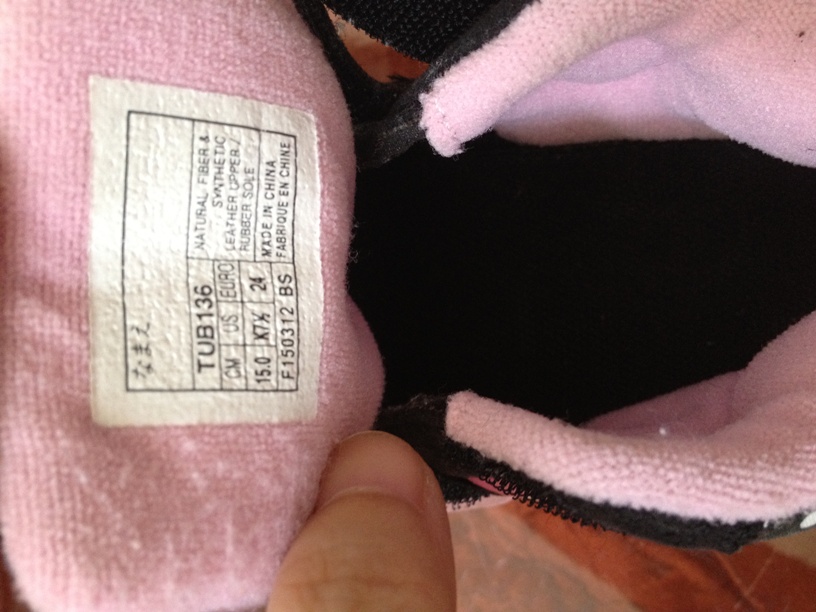 なまえ
TUB136
NATURAL FIBER &
SYNTHETIC
LEATHER UPPER/
RUBBER SOLE
CM US EURO
15.0 K7½ 24
MADE IN CHINA
FABRIQUE EN CHINE
F150312 BS